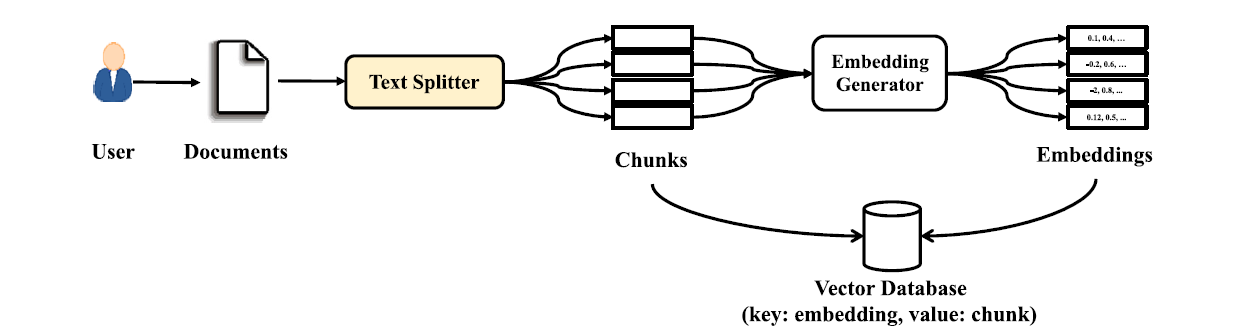 User
Documents
Text Splitter
Chunks
Embedding
Generator
0.1, 0.4, ...
-0.2, 0.6, ...
-2, 0.8, ...
0.12, 0.5, ...
Embeddings
Vector Database
(key: embedding, value: chunk)